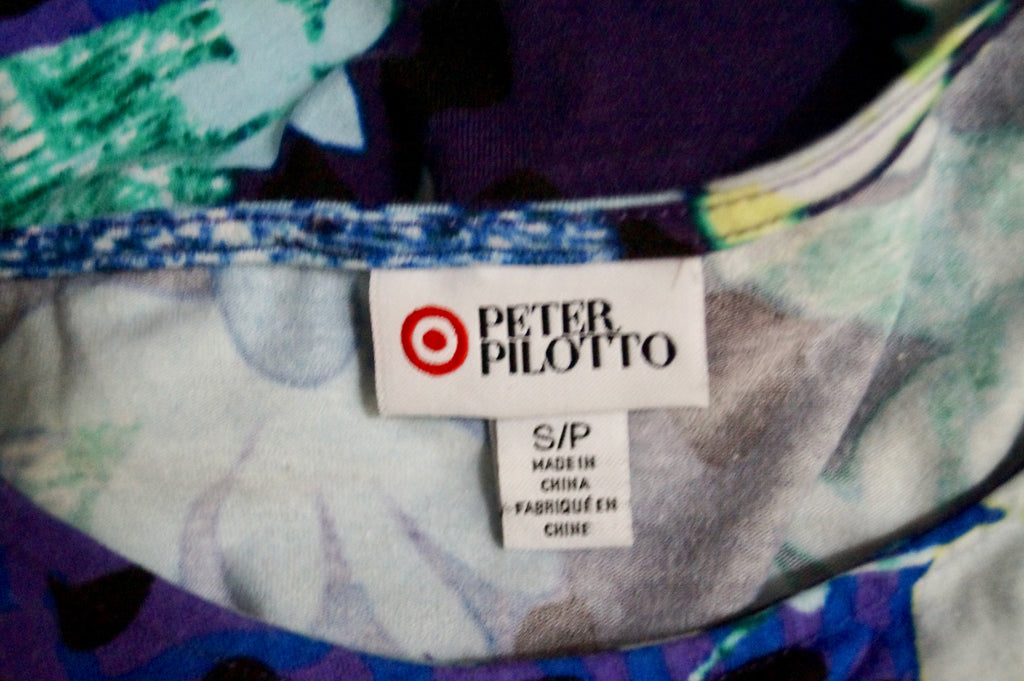 PETER
PILOTTO
S/P
MADE IN
CHINA
FABRIQUÉ EN
CHINE